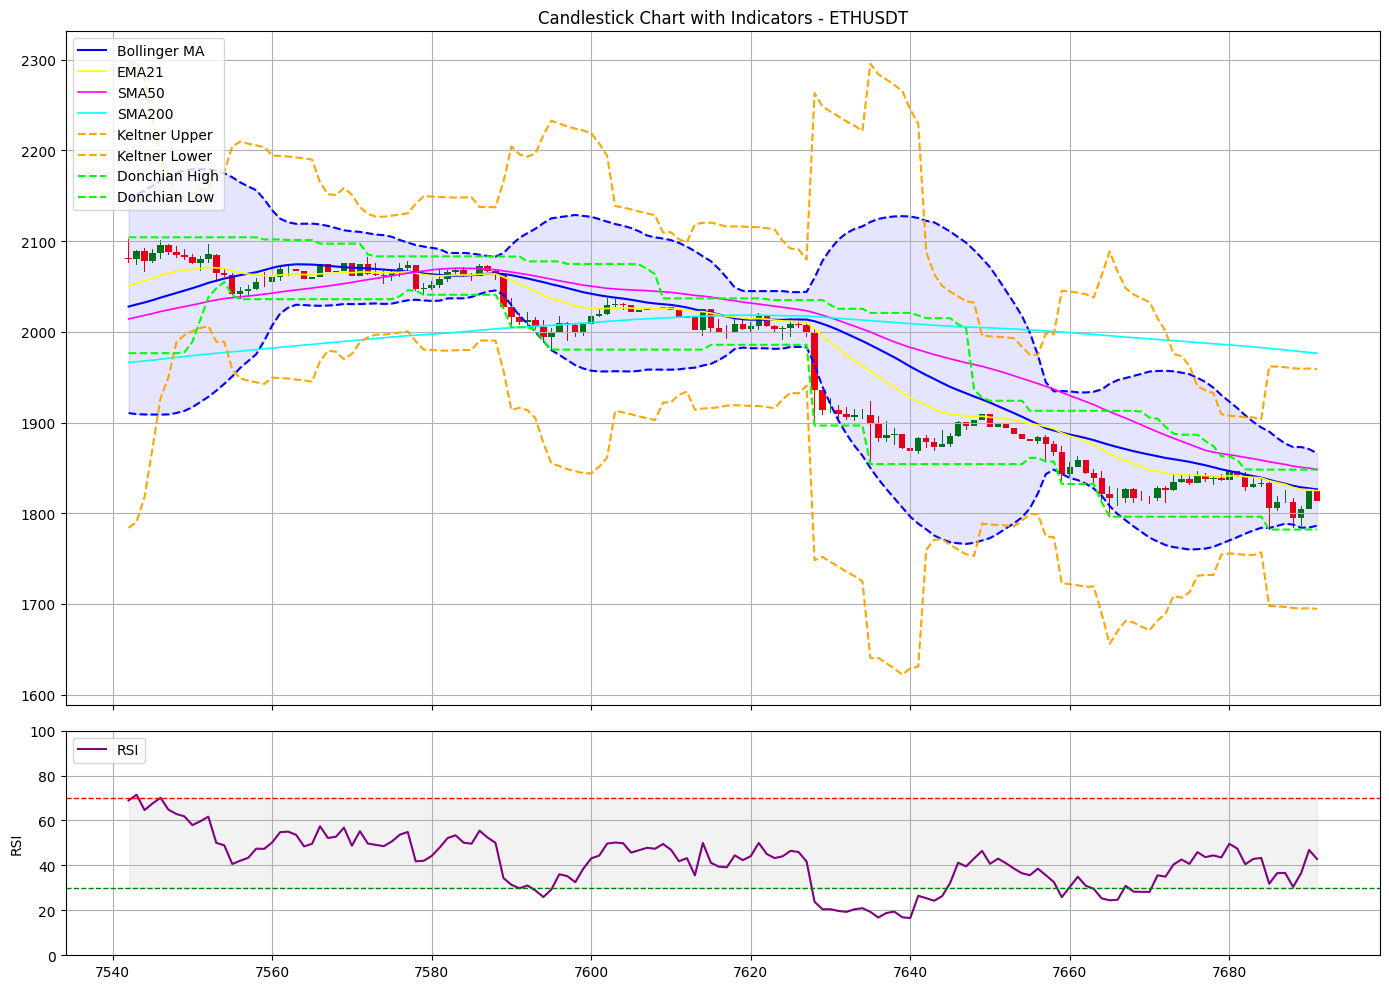 Candlestick Chart with Indicators - ETHUSDT
Bollinger MA
EMA21
SMA50
SMA200
Keltner Upper
Keltner Lower
Donchian High
Donchian Low
2300
2200
2100
2000
1900
1800
1700
1600
RSI
100
80
60
40
20
0
RSI
7540
7560
7580
7600
7620
7640
7660
7680